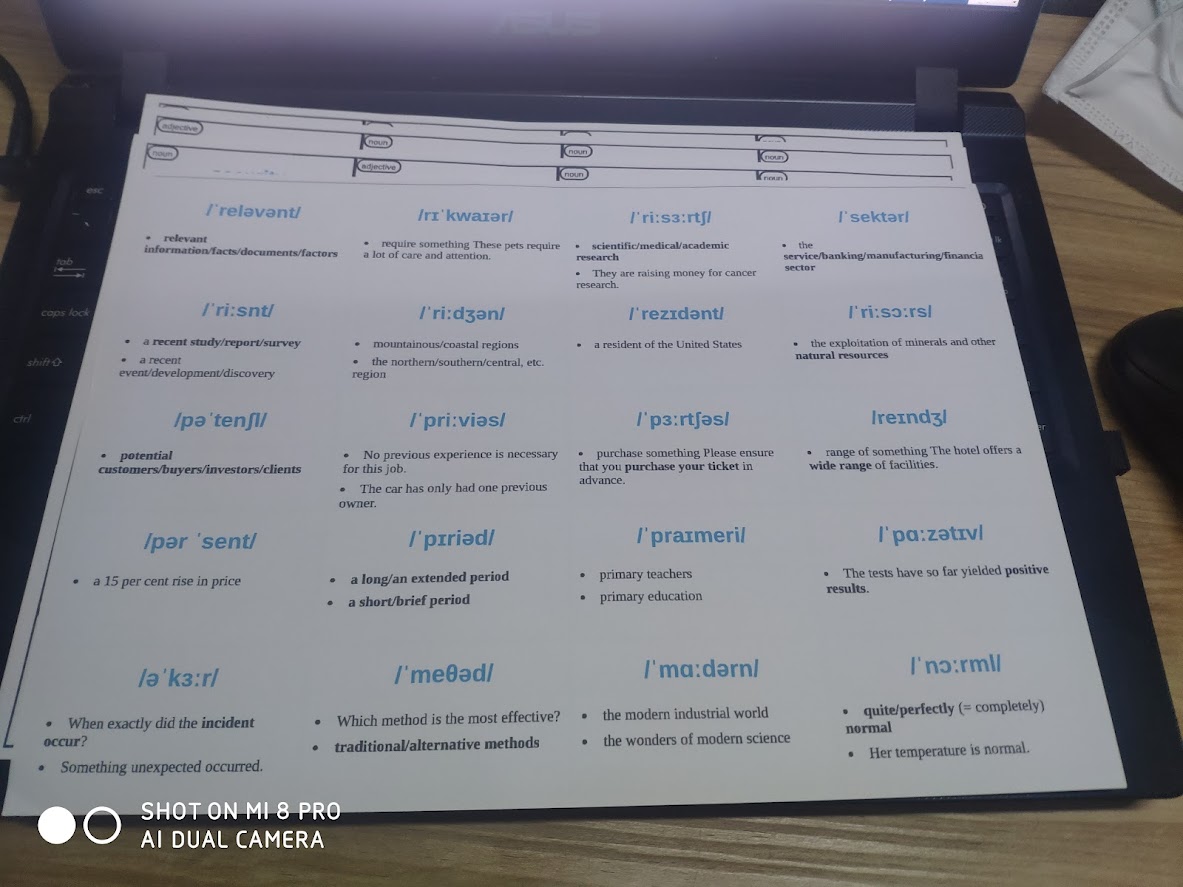 ASUS
adjective
noun
noun
noun
noun
adjective
noun
noun
esc
tab
caps lock
shift
ctrl
/ˈreləvənt/
/rɪˈkwaɪər/
/ˈriːsɜːrtʃ/
/ˈsektər/
• relevant
information/facts/documents/factors
• require something These pets require
a lot of care and attention.
• scientific/medical/academic
research
• They are raising money for cancer
research.
• the
service/banking/manufacturing/financia
sector
/ˈriːsnt/
/ˈriːdʒən/
/ˈrezɪdənt/
/ˈriːsɔːrs/
• a recent study/report/survey
• a recent
event/development/discovery
• mountainous/coastal regions
• the northern/southern/central, etc.
region
• a resident of the United States
• the exploitation of minerals and other
natural resources
/pəˈtenʃl/
/ˈpriːviəs/
/ˈpɜːrtʃəs/
/reɪndʒ/
• potential
customers/buyers/investors/clients
• No previous experience is necessary
for this job.
• The car has only had one previous
owner.
• purchase something Please ensure
that you purchase your ticket in
advance.
• range of something The hotel offers a
wide range of facilities.
/pər ˈsent/
/ˈpɪriəd/
/ˈpraɪmeri/
/ˈpɑːzətɪv/
• a 15 per cent rise in price
• a long/an extended period
• a short/brief period
• primary teachers
• primary education
• The tests have so far yielded positive
results.
/əˈkɜːr/
/ˈmeθəd/
/ˈmɑːdərn/
/ˈnɔːrml/
• When exactly did the incident
occur?
• Something unexpected occurred.
• Which method is the most effective?
• traditional/alternative methods
• the modern industrial world
• the wonders of modern science
• quite/perfectly (= completely)
normal
• Her temperature is normal.
SHOT ON MI 8 PRO
AI DUAL CAMERA